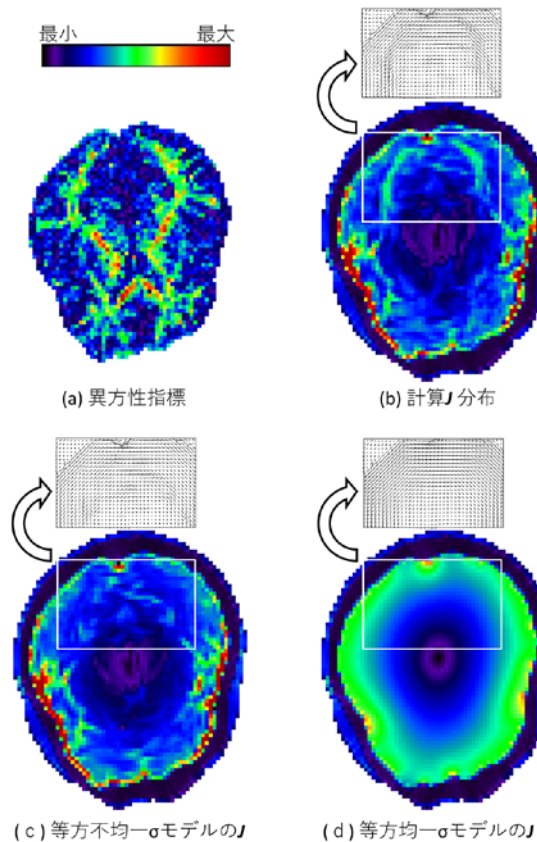 最小
最大
(a) 異方性指標
(b) 計算J 分布
( c ) 等方不均一σモデルのJ
( d ) 等方均一σモデルのJ